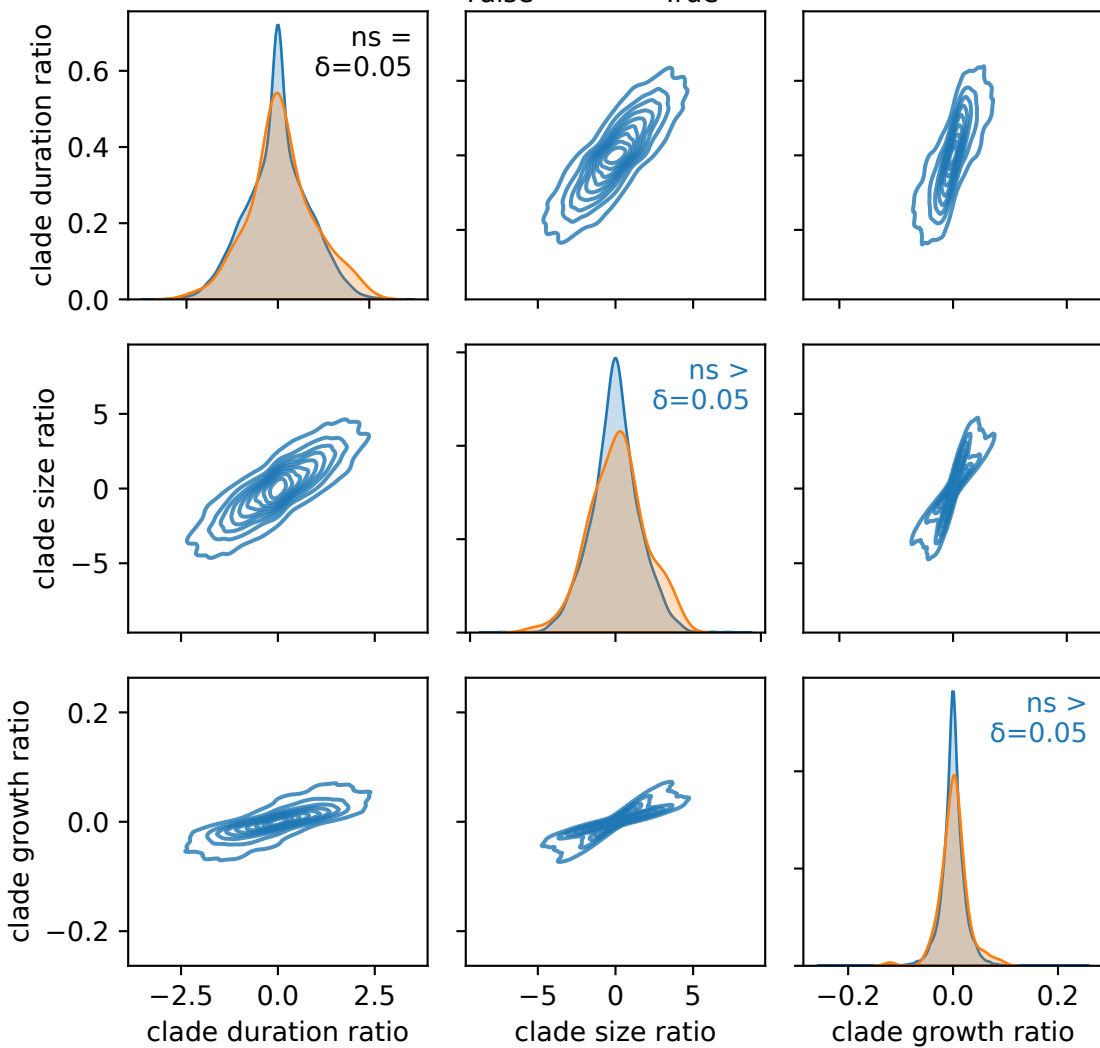 clade duration ratio
0.6
0.4
0.2
0.0
ns =
δ=0.05
clade size ratio
5
0
−5
ns >
δ=0.05
clade growth ratio
0.2
0.0
−0.2
ns >
δ=0.05
−2.5 0.0 2.5
−5 0 5
−0.2 0.0 0.2
clade duration ratio
clade size ratio
clade growth ratio